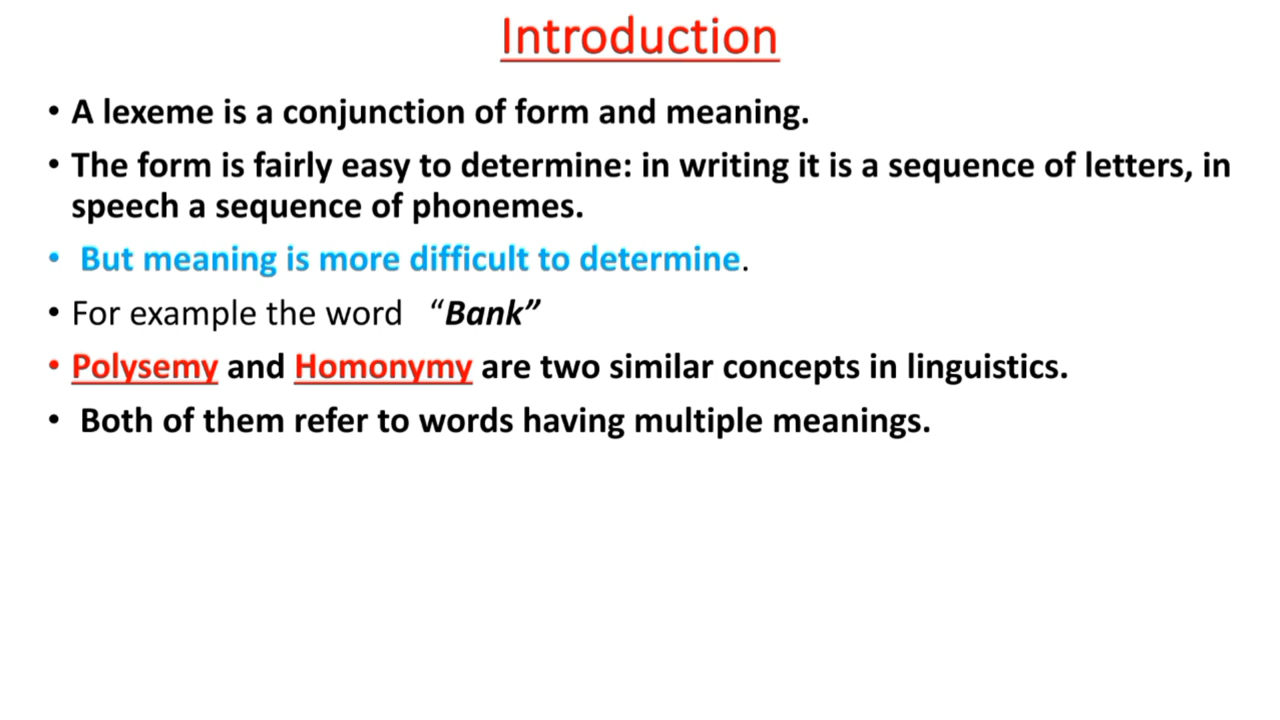 Introduction
• A lexeme is a conjunction of form and meaning.
• The form is fairly easy to determine: in writing it is a sequence of letters, in
speech a sequence of phonemes.
• But meaning is more difficult to determine.
• For example the word “Bank”
• Polysemy and Homonymy are two similar concepts in linguistics.
• Both of them refer to words having multiple meanings.